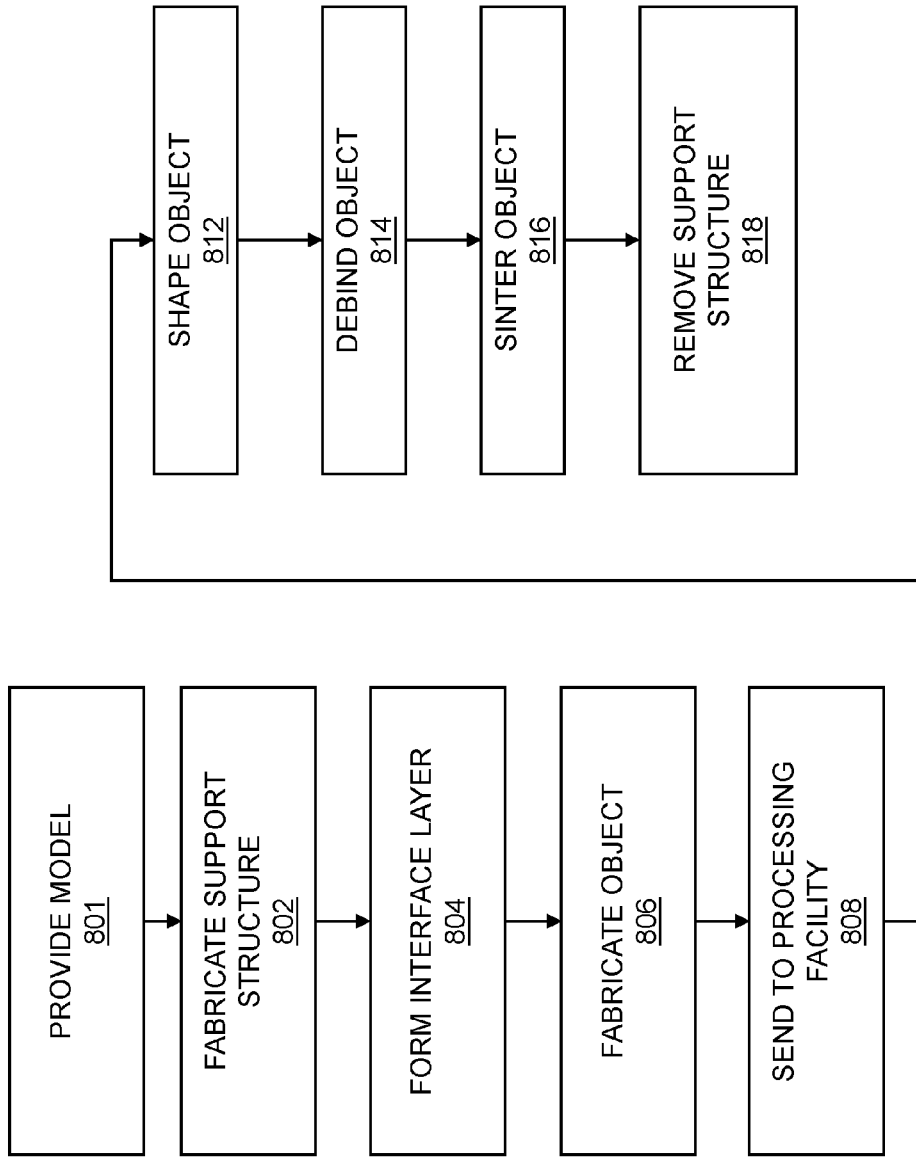 PROVIDE MODEL
801
FABRICATE SUPPORT
STRUCTURE
802
FORM INTERFACE LAYER
804
FABRICATE OBJECT
806
SEND TO PROCESSING
FACILITY
808
SHAPE OBJECT
812
DEBIND OBJECT
814
SINTER OBJECT
816
REMOVE SUPPORT
STRUCTURE
818